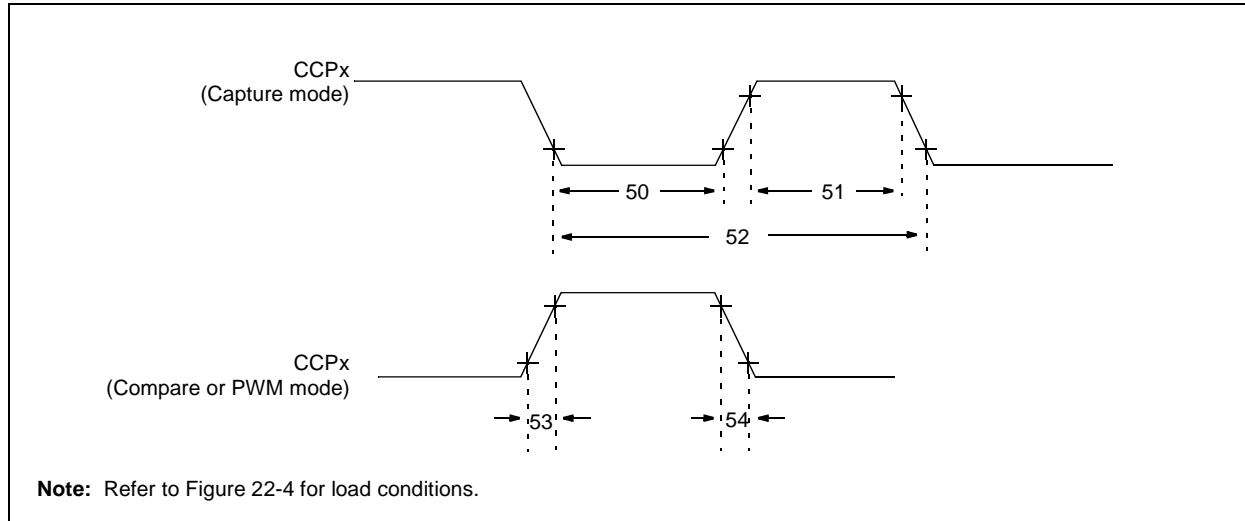 CCPx
(Capture mode)
50
51
52
CCPx
(Compare or PWM mode)
53
54
Note: Refer to Figure 22-4 for load conditions.